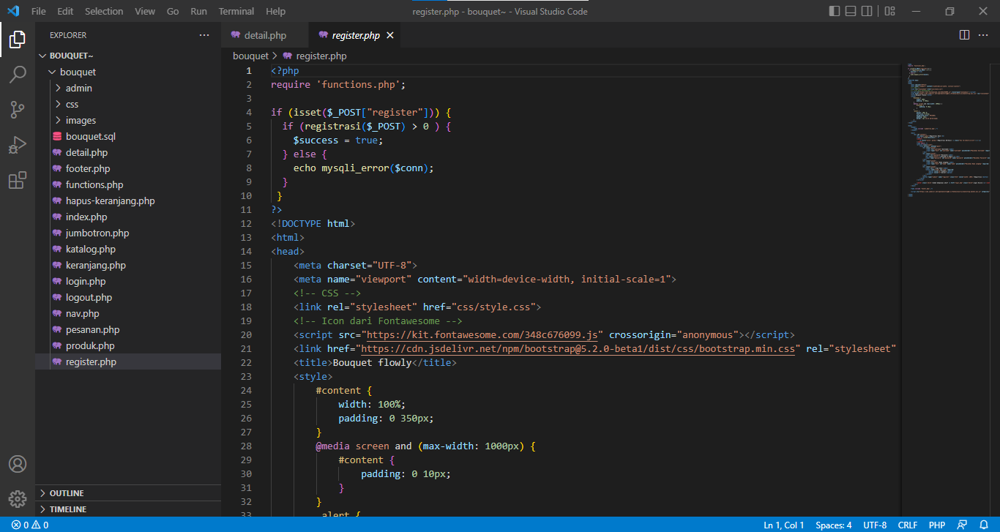 File Edit Selection View Go Run Terminal Help
register.php - bouquet~ - Visual Studio Code
EXPLORER
BOUQUET~
bouquet
admin
css
images
bouquet.sql
detail.php
footer.php
functions.php
hapus-keranjang.php
index.php
jumbotron.php
katalog.php
keranjang.php
login.php
logout.php
nav.php
pesanan.php
produk.php
register.php
OUTLINE
TIMELINE
detail.php register.php
bouquet > register.php
1 <?php
2 require 'functions.php';
3
4 if (isset($_POST["register"])) {
5 if (registrasi($_POST) > 0 ) {
6 $success = true;
7 } else {
8 echo mysqli_error($conn);
9 }
10 }
11 ?>
12 <!DOCTYPE html>
13 <html>
14 <head>
15 <meta charset="UTF-8">
16 <meta name="viewport" content="width=device-width, initial-scale=1">
17 <!-- CSS -->
18 <link rel="stylesheet" href="css/style.css">
19 <!-- Icon dari Fontawesome -->
20 <script src="https://kit.fontawesome.com/348c676099.js" crossorigin="anonymous"></script>
21 <link href="https://cdn.jsdelivr.net/npm/bootstrap@5.2.0-beta1/dist/css/bootstrap.min.css" rel="stylesheet"
22 <title>Bouquet flowly</title>
23 <style>
24 #content {
25 width: 100%;
26 padding: 0 350px;
27 }
28 @media screen and (max-width: 1000px) {
29 #content {
30 padding: 0 10px;
31 }
32 }
33 .alert {
0 0 Ln 1, Col 1 Spaces: 4 UTF-8 CRLF PHP